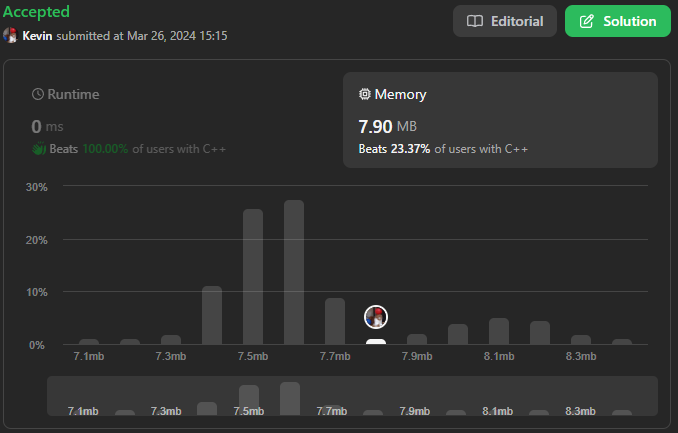 Accepted
Editorial
Solution
Kevin submitted at Mar 26, 2024 15:15
Runtime
0 ms
Beats 100.00% of users with C++
Memory
7.90 MB
Beats 23.37% of users with C++
30%
20%
10%
0%
7.1mb 7.3mb 7.5mb 7.7mb 7.9mb 8.1mb 8.3mb
7.1mb 7.3mb 7.5mb 7.7mb 7.9mb 8.1mb 8.3mb